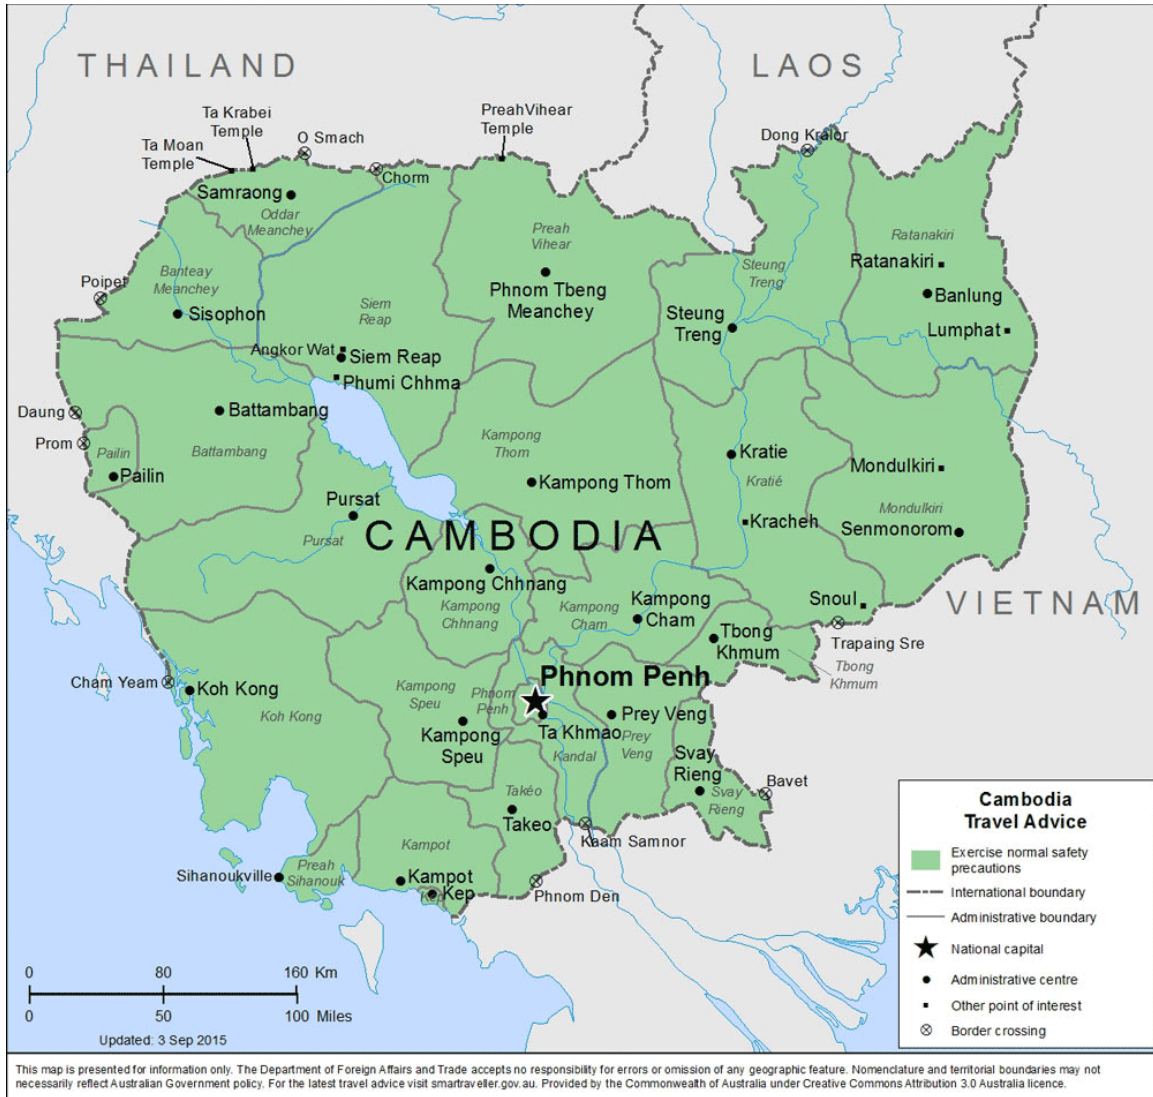 THAILAND
LAOS
Ta Krabei
Temple
Ta Moan
Temple
O Smach
PreahVihear
Temple
Dong Kralor
Chorm
Samraong
Oddar
Meanchey
Preah
Vihear
Ratanakiri
Ratanakiri
Banteay
Meanchey
Steung
Treng
Poipet
Phnom Tbeng
Meanchey
Banlung
Siem
Reap
Sisophon
Steung
Treng
Lumphat
Angkor Wat
Siem Reap
Phumi Chhma
Daung
Battambang
Prom
Pailin
Battambang
Kampong
Thom
Kratie
Pailin
Kampong Thom
Kratié
Mondulkiri
Pursat
Pursat
CAMBODIA
Kracheh
Mondulkiri
Senmonorom
Kampong Chhnang
Kampong
Chhnang
Kampong
Cham
Kampong
Cham
Snoul
VIETNAM
Tbong
Khmum
Trapaing Sre
Tbong
Khmum
Cham Yeam
Koh Kong
Koh Kong
Kampong
Speu
Phnom
Penh
Phnom Penh
Kampong
Speu
Ta Khmao
Prey Veng
Kandal
Prey
Veng
Svay
Rieng
Svay
Rieng
Bavet
Takéo
Takeo
Kaam Samnor
Kampot
Sihanoukville
Preah
Sihanouk
Kampot
Kep
Kep
Phnom Den
Cambodia
Travel Advice
Exercise normal safety
precautions
International boundary
Administrative boundary
National capital
Administrative centre
Other point of interest
Border crossing
0 80 160 Km
0 50 100 Miles
Updated: 3 Sep 2015
This map is presented for information only. The Department of Foreign Affairs and Trade accepts no responsibility for errors or omission of any geographic feature. Nomenclature and territorial boundaries may not
necessarily reflect Australian Government policy. For the latest travel advice visit smartraveller.gov.au. Provided by the Commonwealth of Australia under Creative Commons Attribution 3.0 Australia licence.